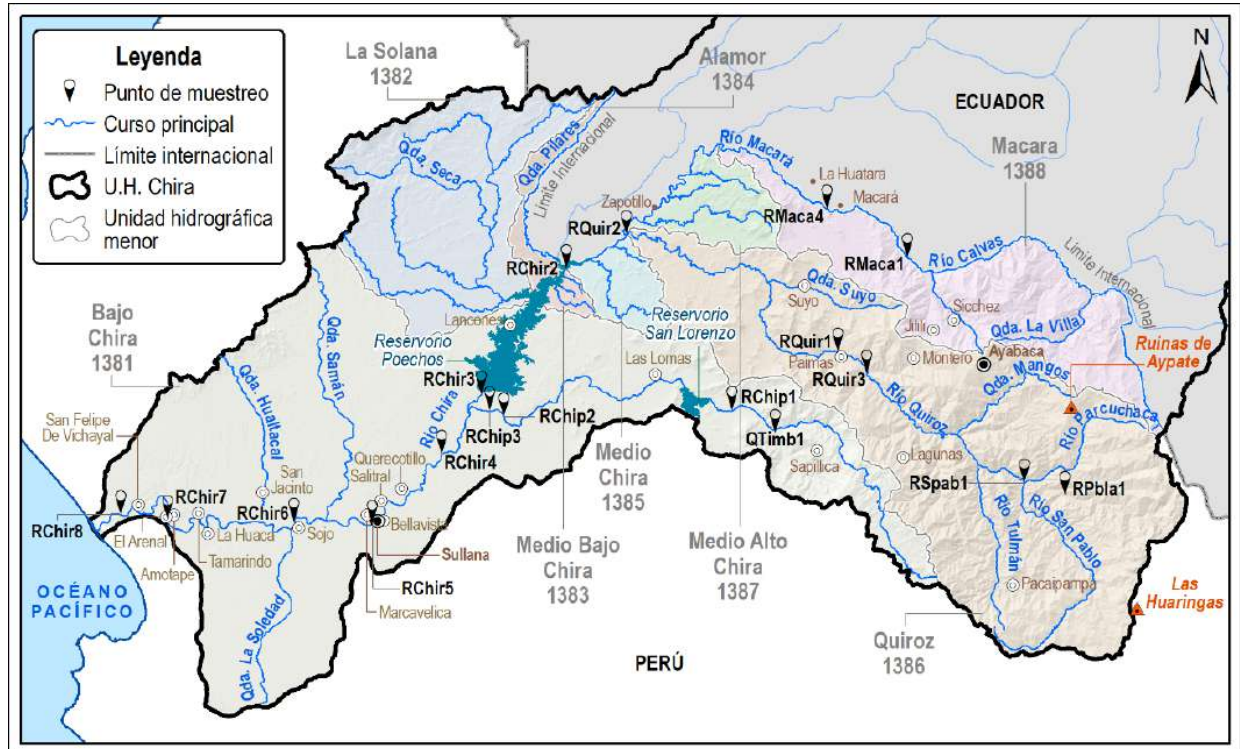 Leyenda
Punto de muestreo
Curso principal
Límite internacional
U.H. Chira
Unidad hidrográfica
menor
La Solana
1382
Alamor
1384
N
ECUADOR
Macara
1388
Qda. Seca
Qda. Pilares
Límite Internacional
Río Macará
La Huatara
Macará
Zapotillo
RQuir2
RMaca4
RChir2
RMaca1
Río Calvas
Límite Internacional
Bajo
Chira
1381
Qda. Suyo
Suyo
Sicchez
Jililí
Qda. La Villa
Lancones
Reservorio
San Lorenzo
Reservorio
Poechos
Ruinas de
Aypate
RQuir1
Paimas
Montero
Ayabaca
RQuir3
Qda. Mangos
Las Lomas
RChir3
RChip1
Río Quiroz
Río Parcuchaca
Qda. Samán
Qda. Hualtacal
San Felipe
De Vichayal
Río Chira
RChip2
RChip3
QTimb1
RChir4
Sapillica
Lagunas
Querecotillo
Salitral
San
Jacinto
Medio
Chira
1385
RSpab1
RPbla1
RChir7
RChir6
RChir8
El Arenal
La Huaca
Sojo
Bellavista
Tamarindo
Sullana
Amotape
RChir5
Marcavelica
Medio Bajo
Chira
1383
Medio Alto
Chira
1387
Río Tulmán
Río San Pablo
Pacaipampa
OCÉANO
PACÍFICO
Qda. La Soledad
Las
Huaringas
Quiroz
1386
PERÚ